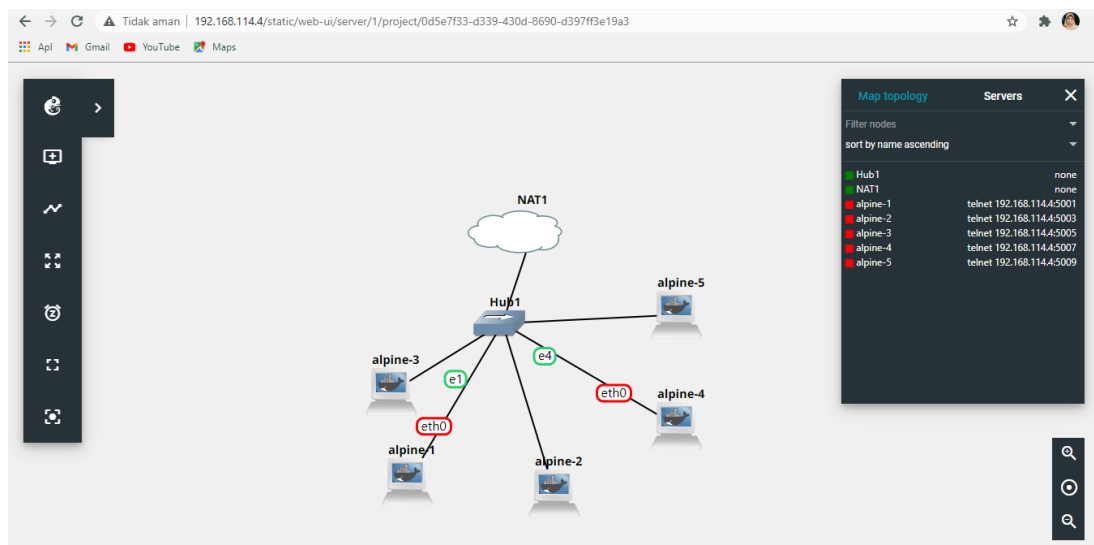 Tidak aman | 192.168.114.4/static/web-ui/server/1/project/0d5e7f33-d339-430d-8690-d397ff3e19a3
Apl Gmail YouTube Maps
Map topology Servers
Filter nodes
sort by name ascending
Hub1 none
NAT1 none
alpine-1 telnet 192.168.114.4:5001
alpine-2 telnet 192.168.114.4:5003
alpine-3 telnet 192.168.114.4:5005
alpine-4 telnet 192.168.114.4:5007
alpine-5 telnet 192.168.114.4:5009
NAT1
alpine-5
Hub1
alpine-3
e4
e1
eth0
alpine-4
eth0
alpine-1
alpine-2